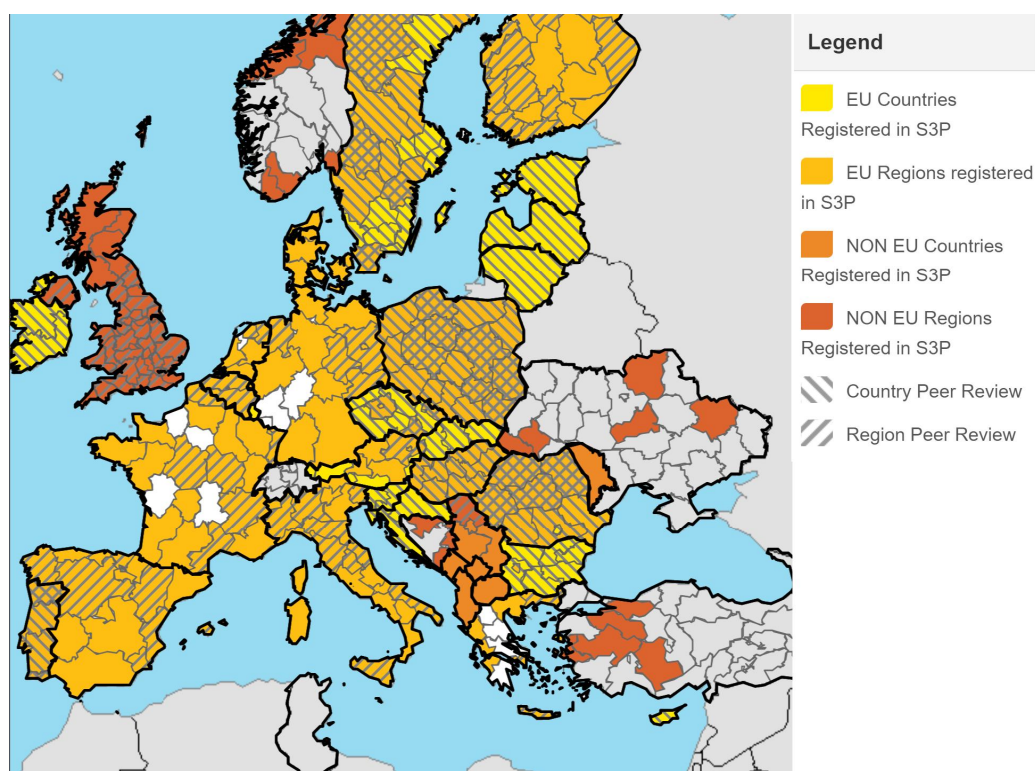 Legend
EU Countries
Registered in S3P
EU Regions registered
in S3P
NON EU Countries
Registered in S3P
NON EU Regions
Registered in S3P
Country Peer Review
Region Peer Review